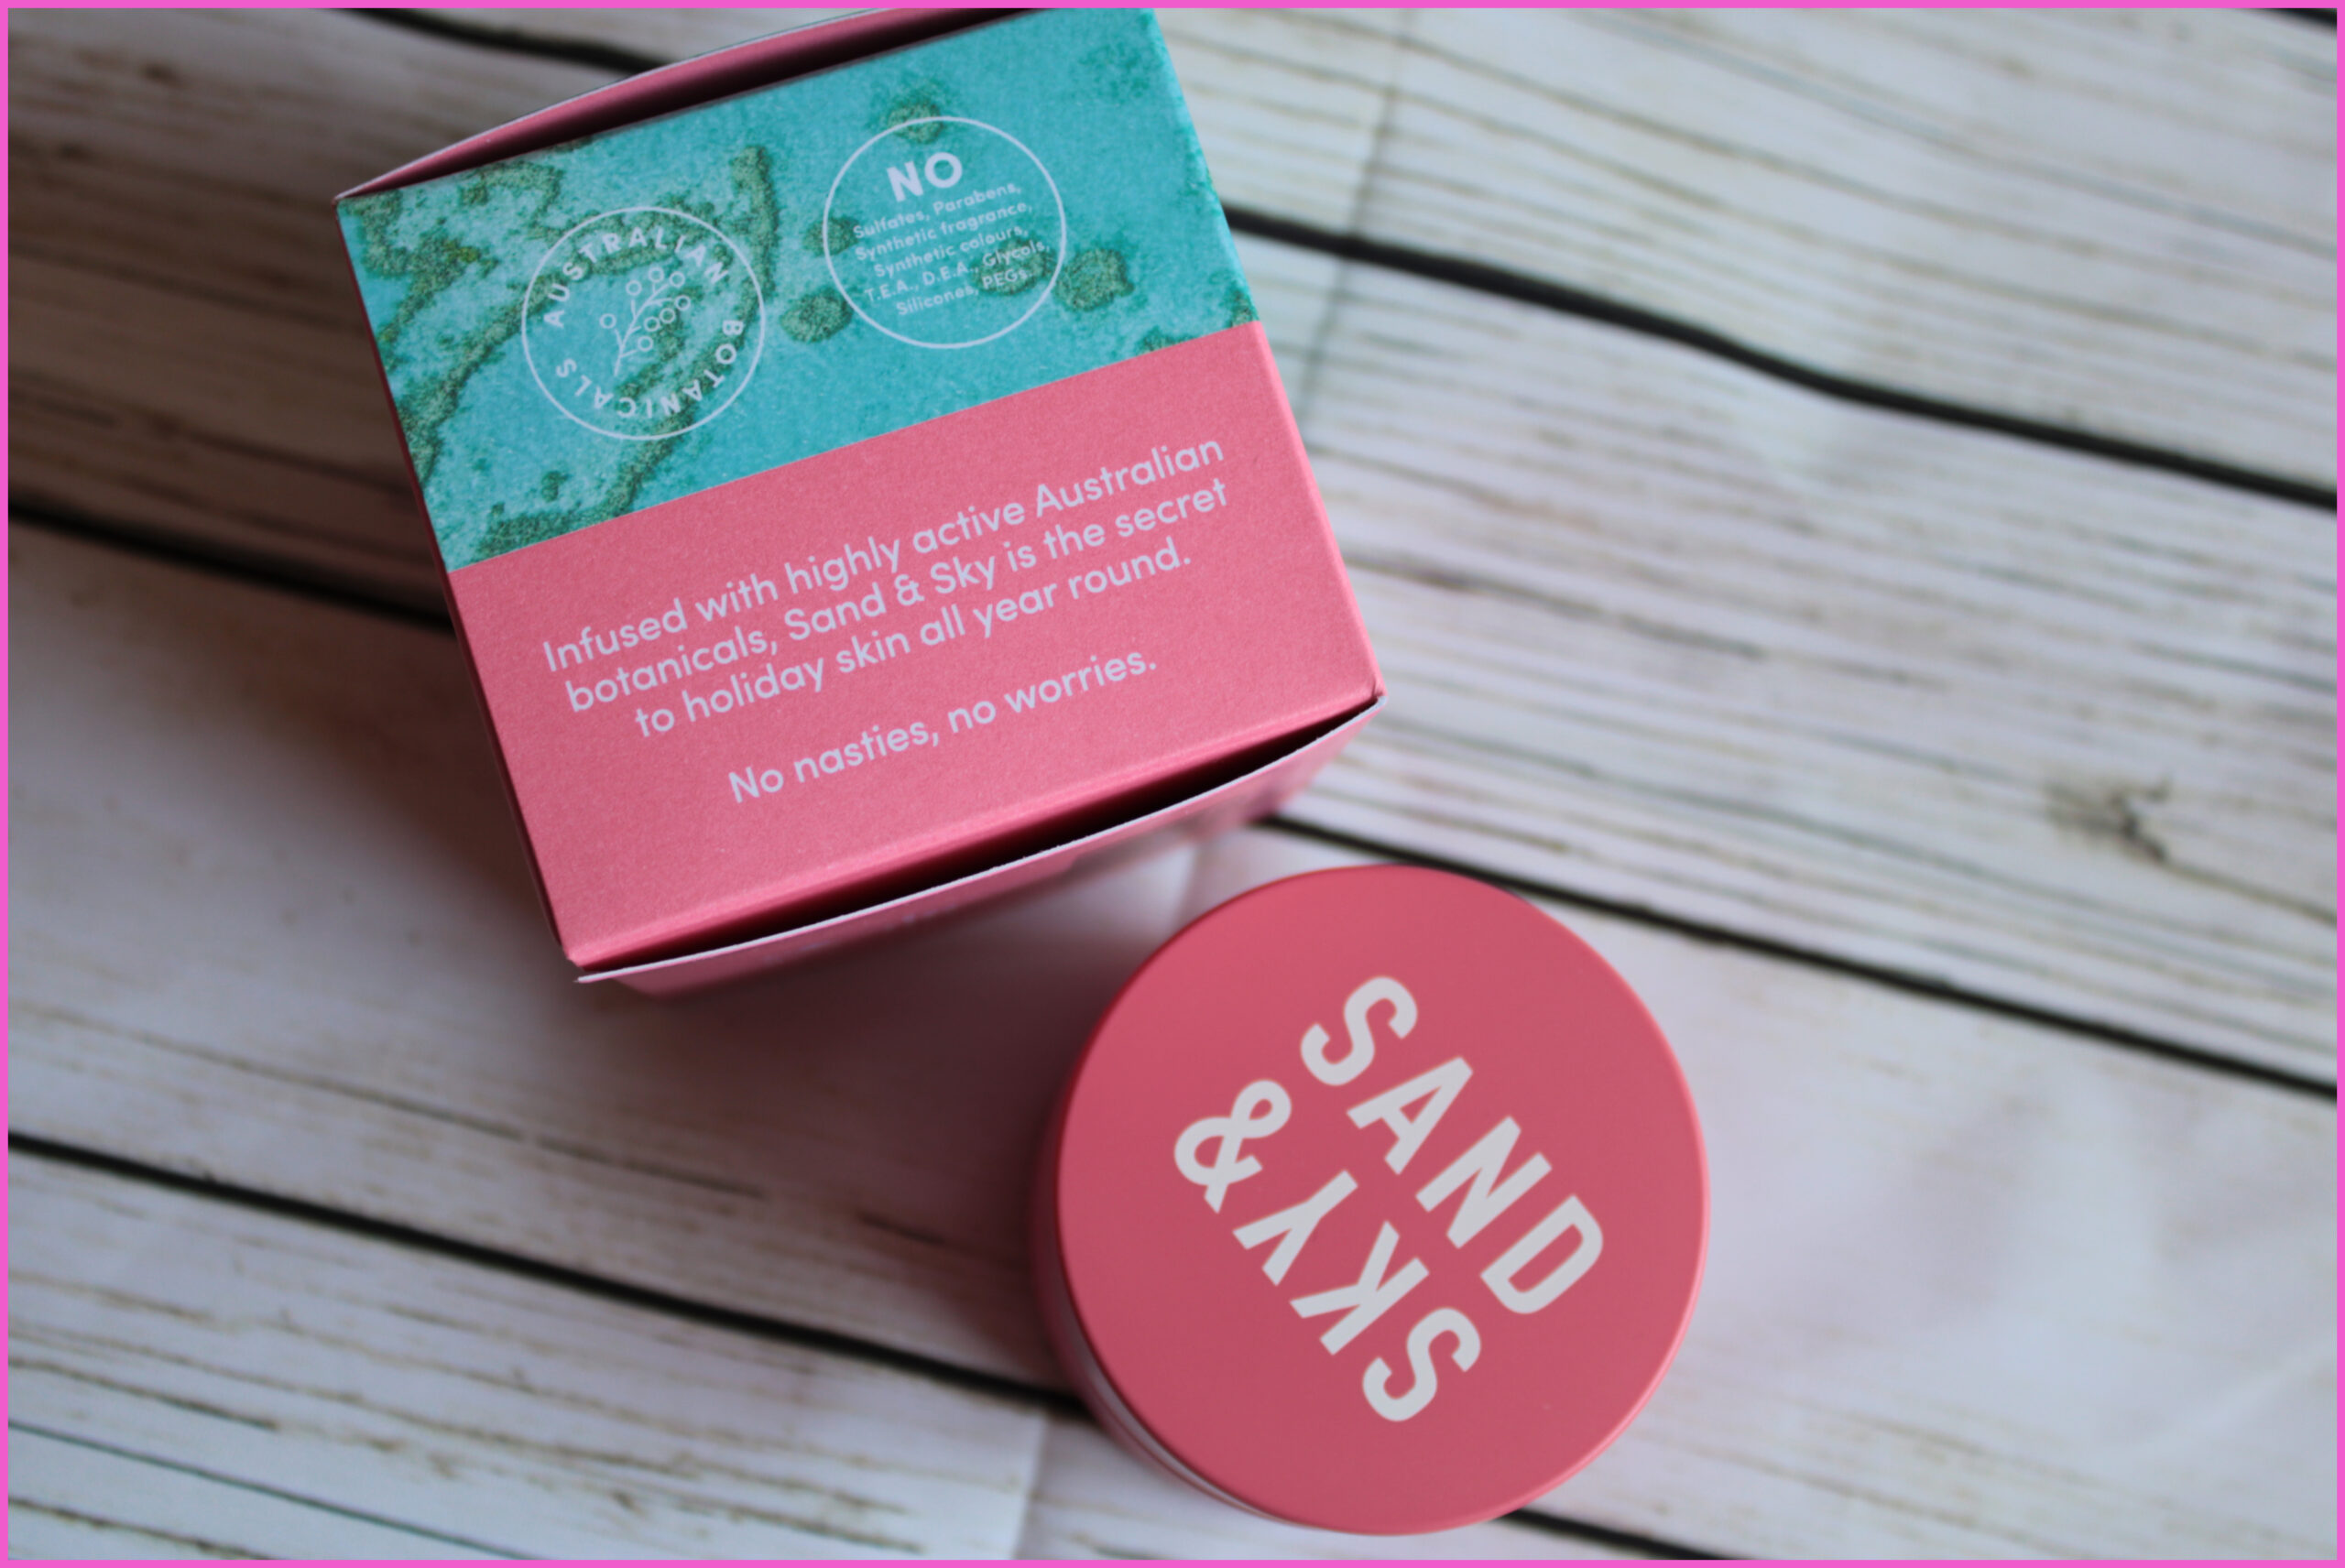 AUSTRALIAN BOTANICALS
NO
Sulfates, Parabens,
Synthetic fragrance,
Synthetic colours,
T.E.A., D.E.A., Glycols,
Silicones, PEGs.
Infused with highly active Australian
botanicals, Sand & Sky is the secret
to holiday skin all year round.
No nasties, no worries.
SAND
& SKY